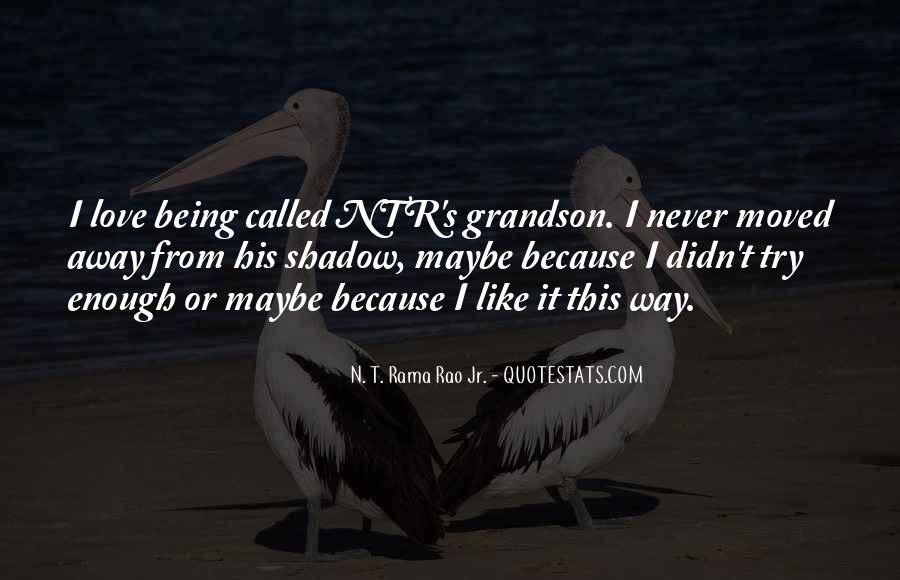 I love being called NTR's grandson. I never moved
away from his shadow, maybe because I didn't try
enough or maybe because I like it this way.
N. T. Rama Rao Jr. - QUOTESTATS.COM